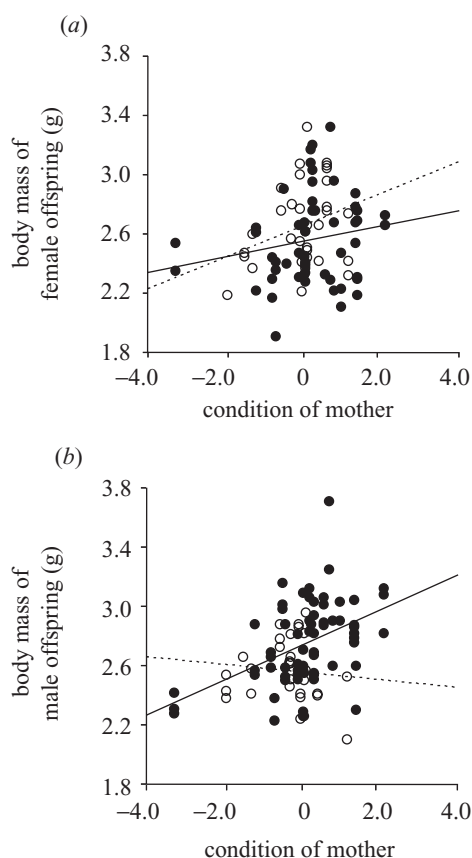 (a)
3.8
3.4
3.0
2.6
2.2
1.8
body mass of
female offspring (g)
−4.0 −2.0 0 2.0 4.0
condition of mother
(b)
3.8
3.4
3.0
2.6
2.2
1.8
body mass of
male offspring (g)
−4.0 −2.0 0 2.0 4.0
condition of mother